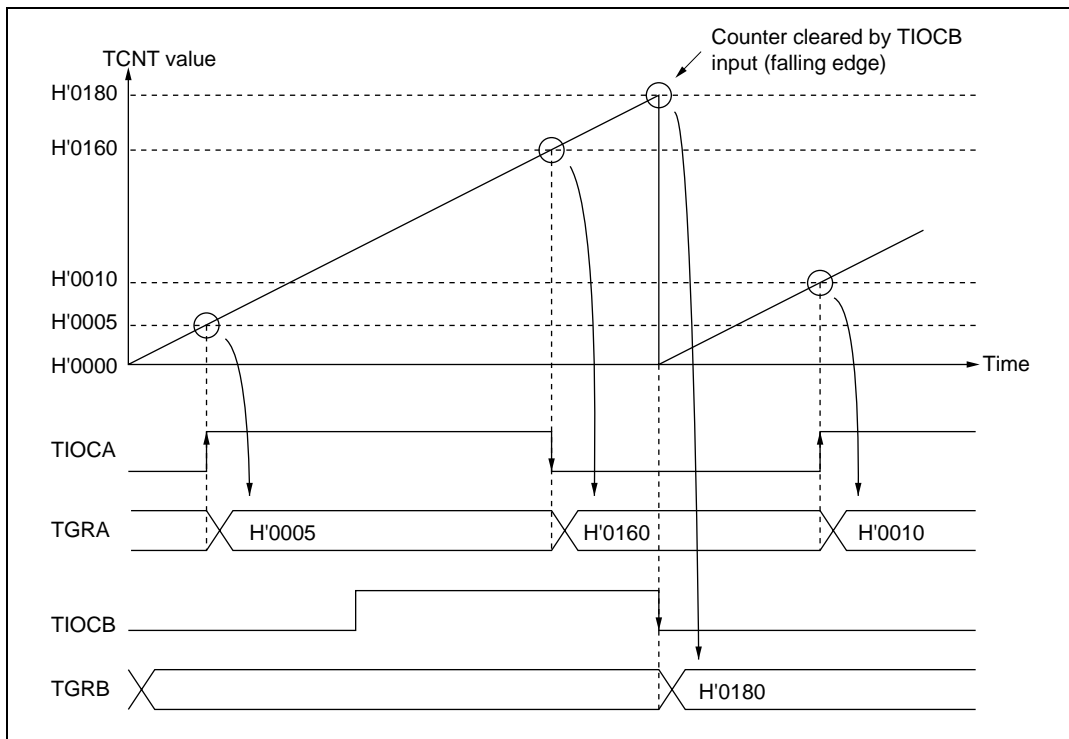 Counter cleared by TIOCB
input (falling edge)
TCNT value
H'0180
H'0160
H'0010
H'0005
H'0000
Time
TIOCA
TGRA
H'0005
H'0160
H'0010
TIOCB
TGRB
H'0180